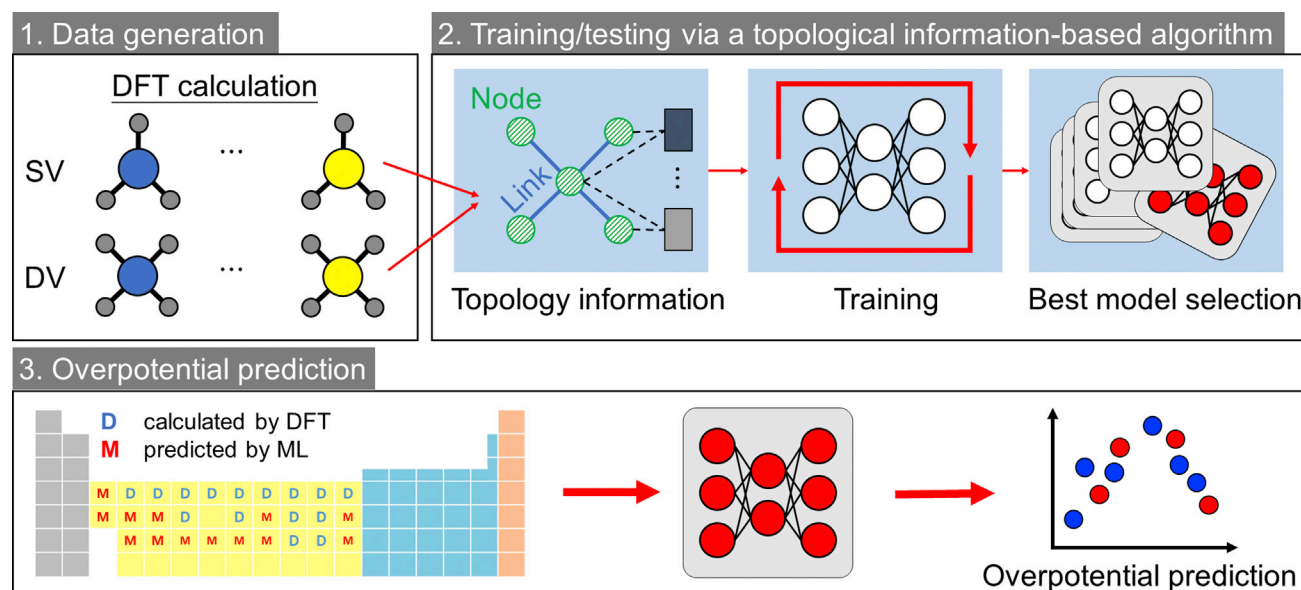 1. Data generation
DFT calculation
SV
...
DV
...
2. Training/testing via a topological information-based algorithm
Node
Link
...
Topology information
Training
Best model selection
3. Overpotential prediction
D calculated by DFT
M predicted by ML
M D D D D D D D D D
M M M D D M D D M
M M M M M M D D M
Overpotential prediction